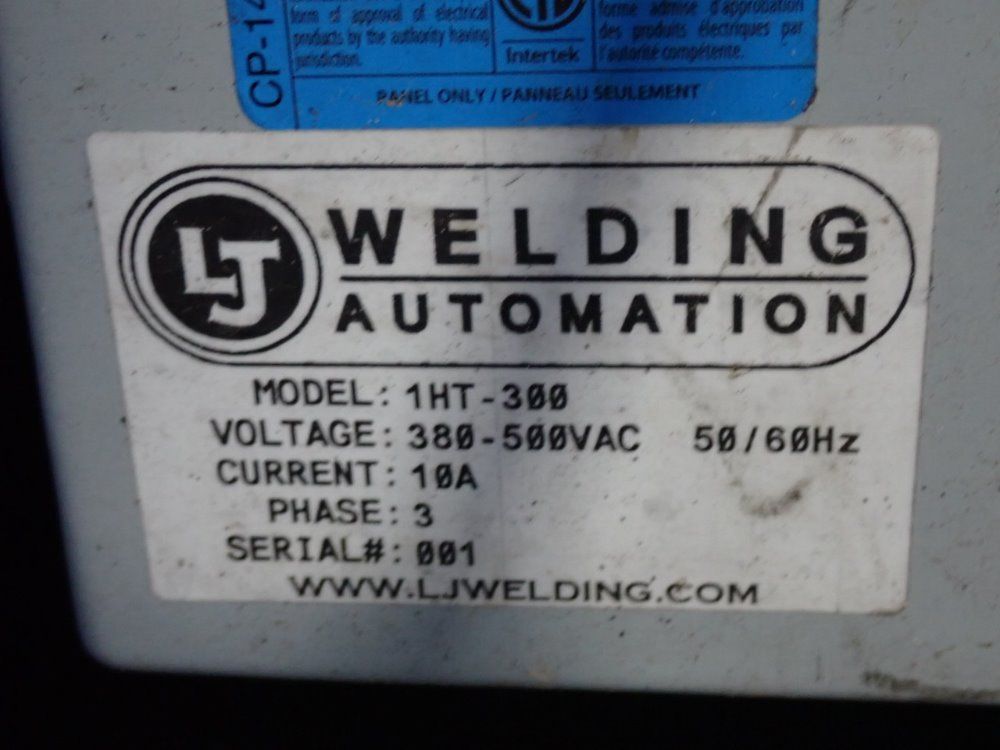 CP-14
form of approval of electrical
products by the authority having
jurisdiction.
Intertek
forme admise d'approbation
des produits électriques par
l'autorité compétente.
PANEL ONLY / PANNEAU SEULEMENT
LJ
WELDING
AUTOMATION
MODEL: 1HT-300
VOLTAGE: 380-500VAC 50/60Hz
CURRENT: 10A
PHASE: 3
SERIAL#: 001
WWW.LJWELDING.COM